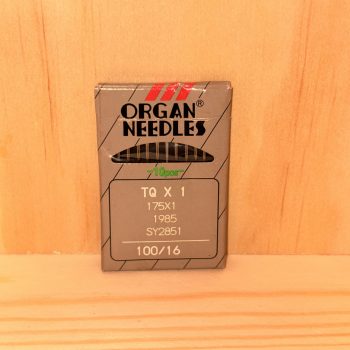 ORGAN®
NEEDLES
-10pcs-
TQ X 1
175X1
1985
SY2851
100/16